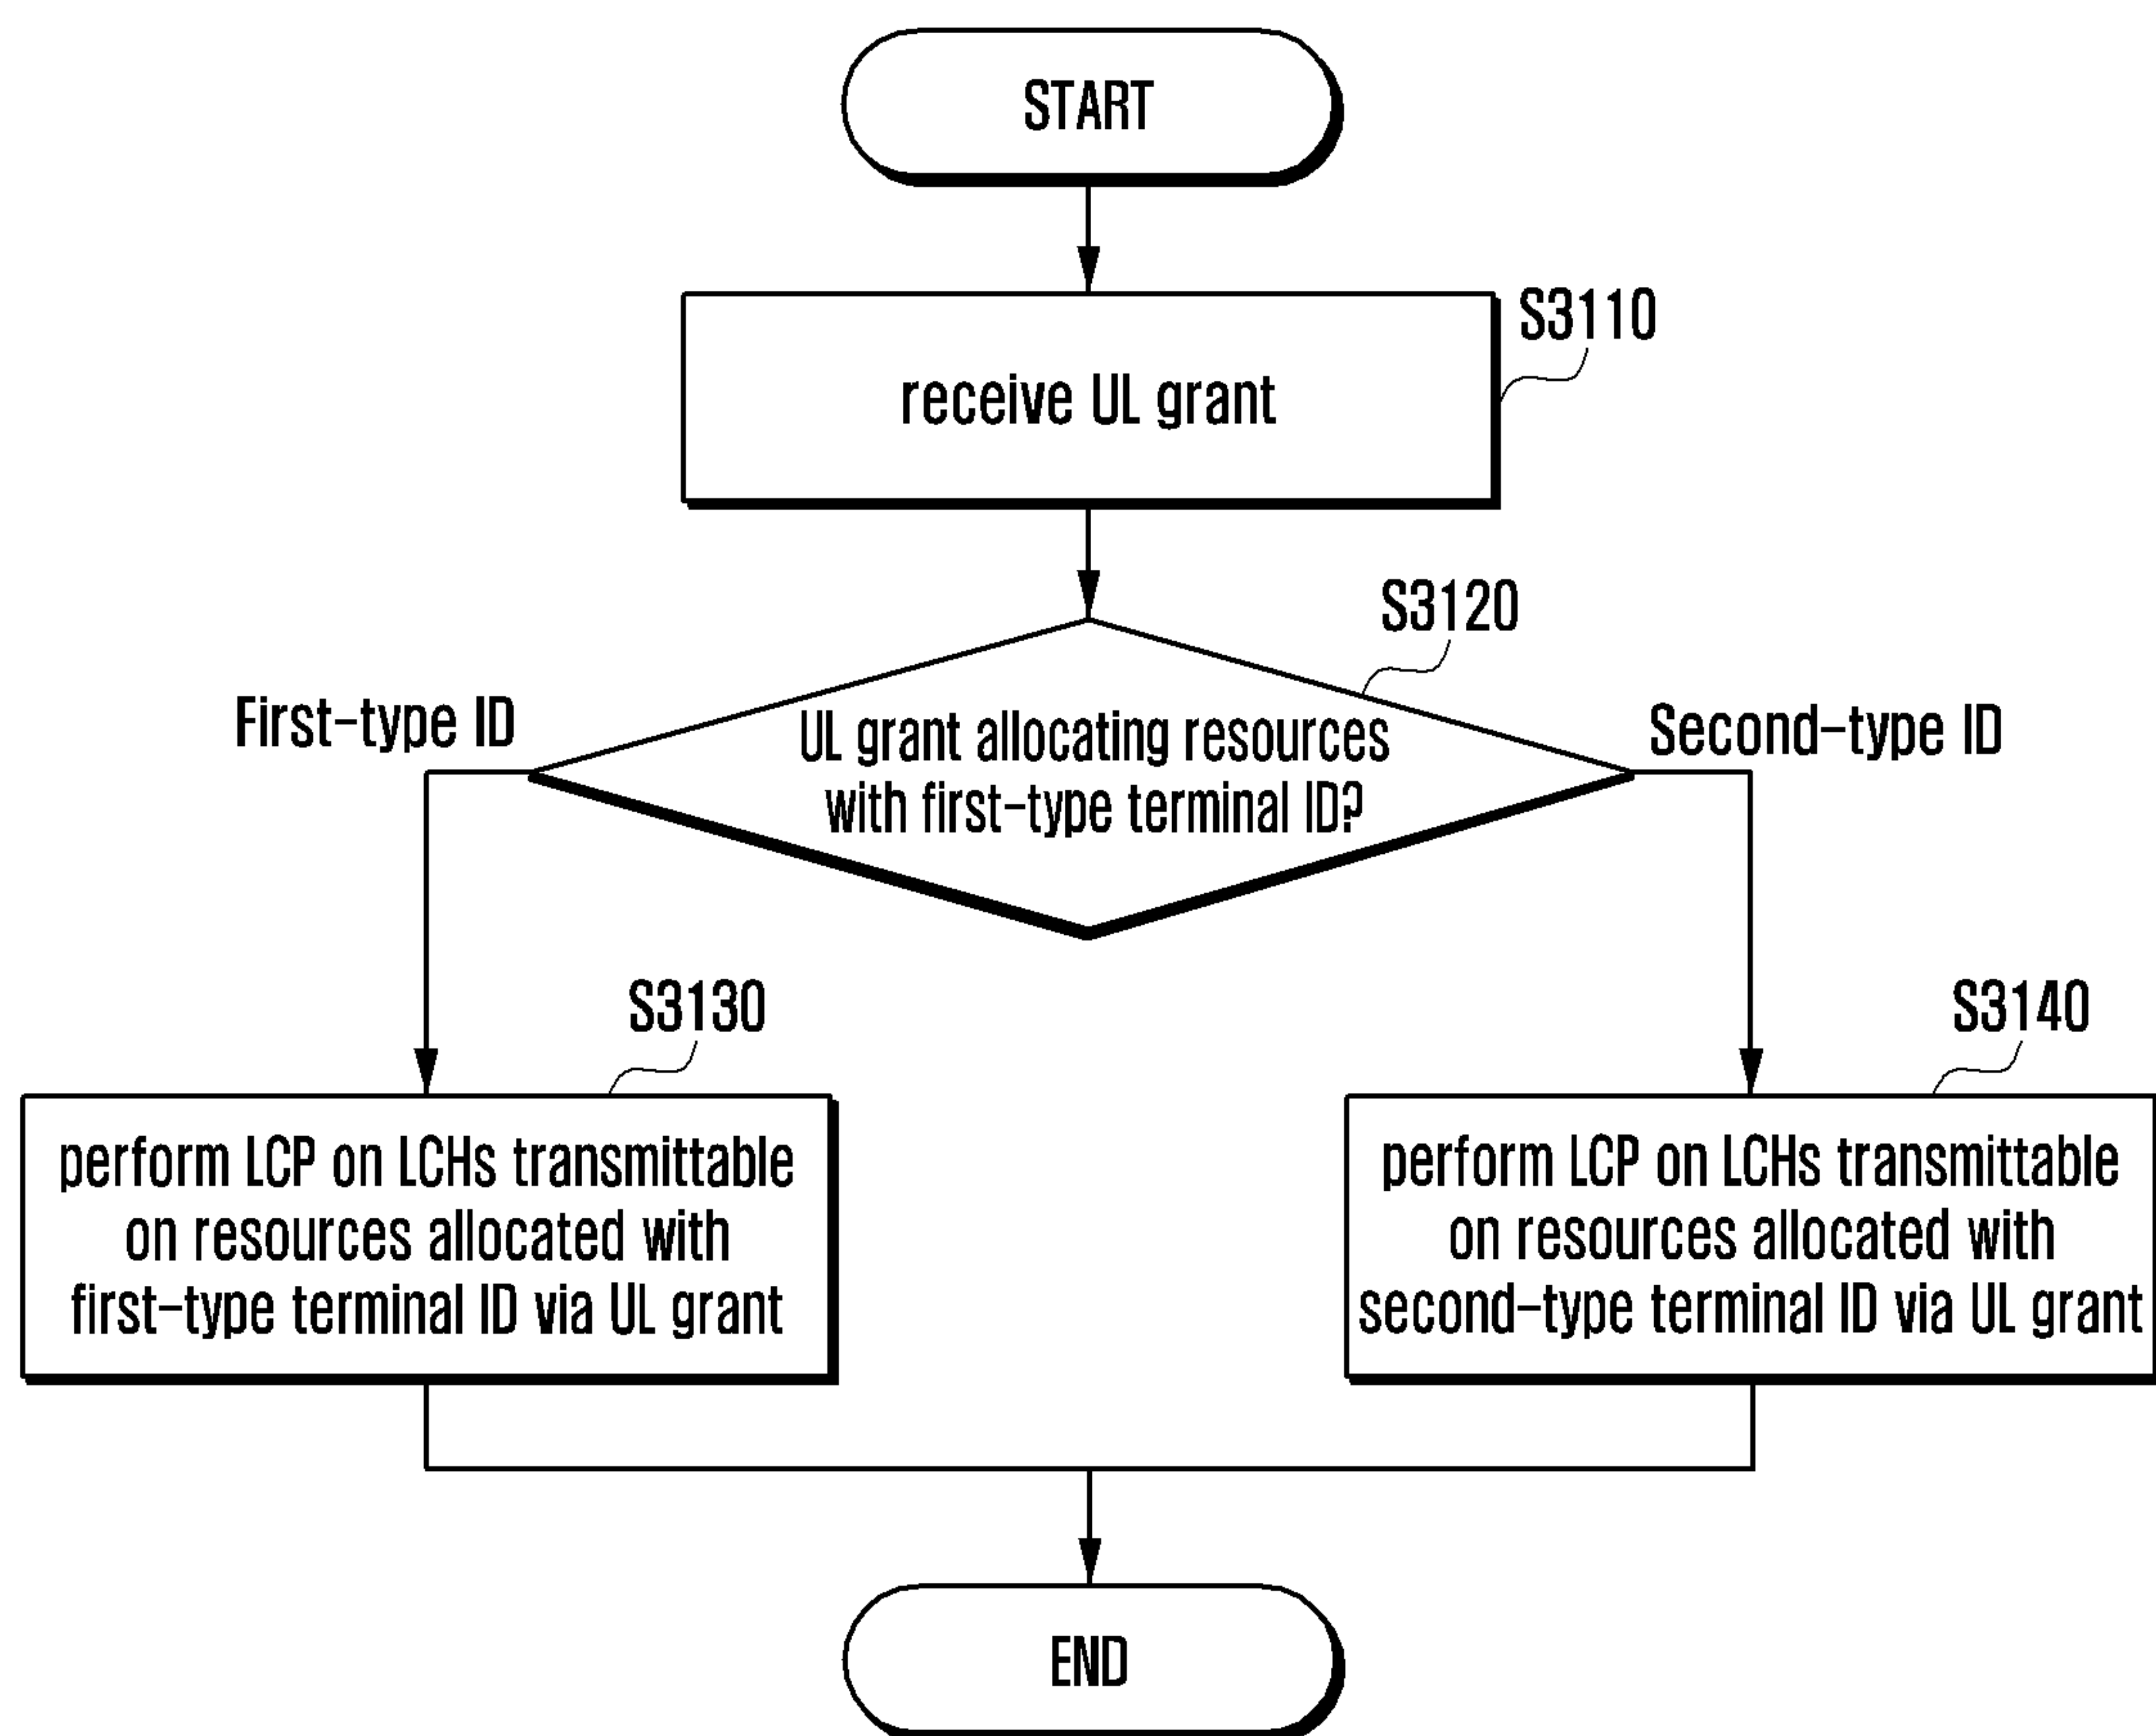 START
S3110
receive UL grant
S3120
First-type ID
Second-type ID
UL grant allocating resources
with first-type terminal ID?
S3130
S3140
perform LCP on LCHs transmittable
on resources allocated with
first-type terminal ID via UL grant
perform LCP on LCHs transmittable
on resources allocated with
second-type terminal ID via UL grant
END